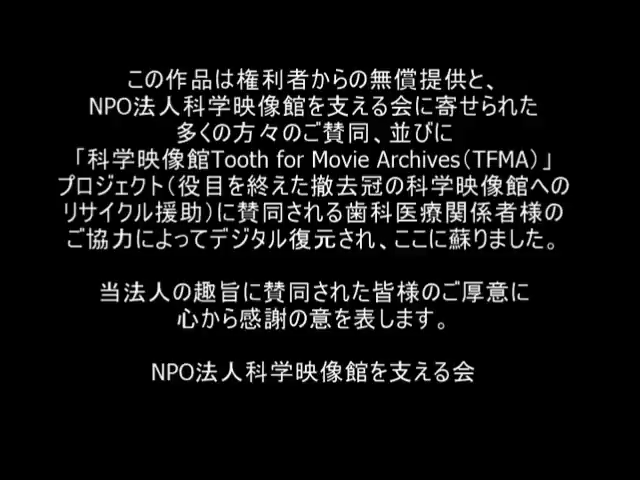 この作品は権利者からの無償提供と、
NPO法人科学映像館を支える会に寄せられた
多くの方々のご賛同、並びに
「科学映像館Tooth for Movie Archives（TFMA）」
プロジェクト（役目を終えた撤去冠の科学映像館への
リサイクル援助）に賛同される歯科医療関係者様の
ご協力によってデジタル復元され、ここに蘇りました。
当法人の趣旨に賛同された皆様のご厚意に
心から感謝の意を表します。
NPO法人科学映像館を支える会